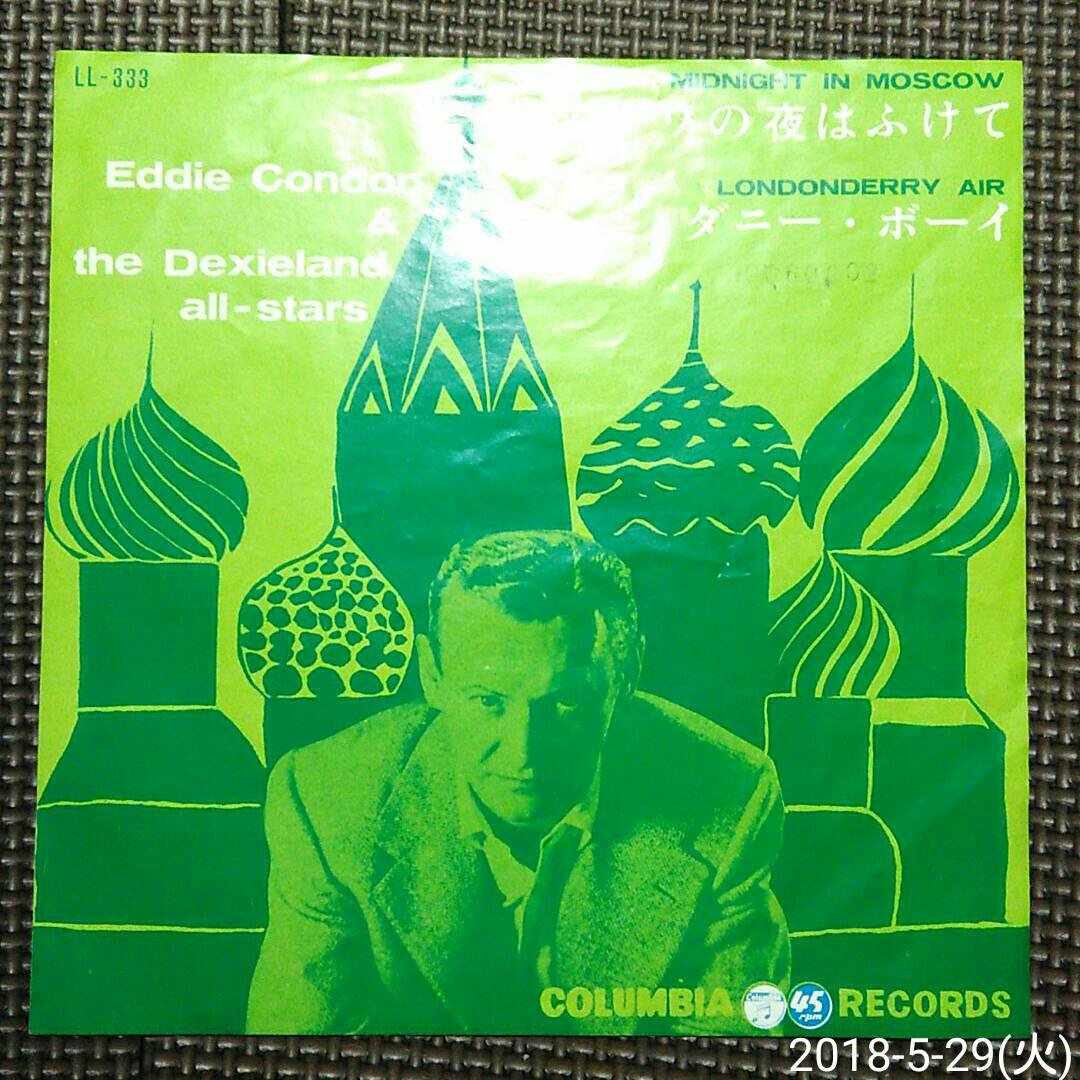 LL-333
MIDNIGHT IN MOSCOW
の夜はふけて
Eddie Condon
&
the Dexieland
all-stars
LONDONDERRY AIR
ダニー・ボーイ
COLUMBIA Columbia 45 rpm RECORDS
2018-5-29(火)